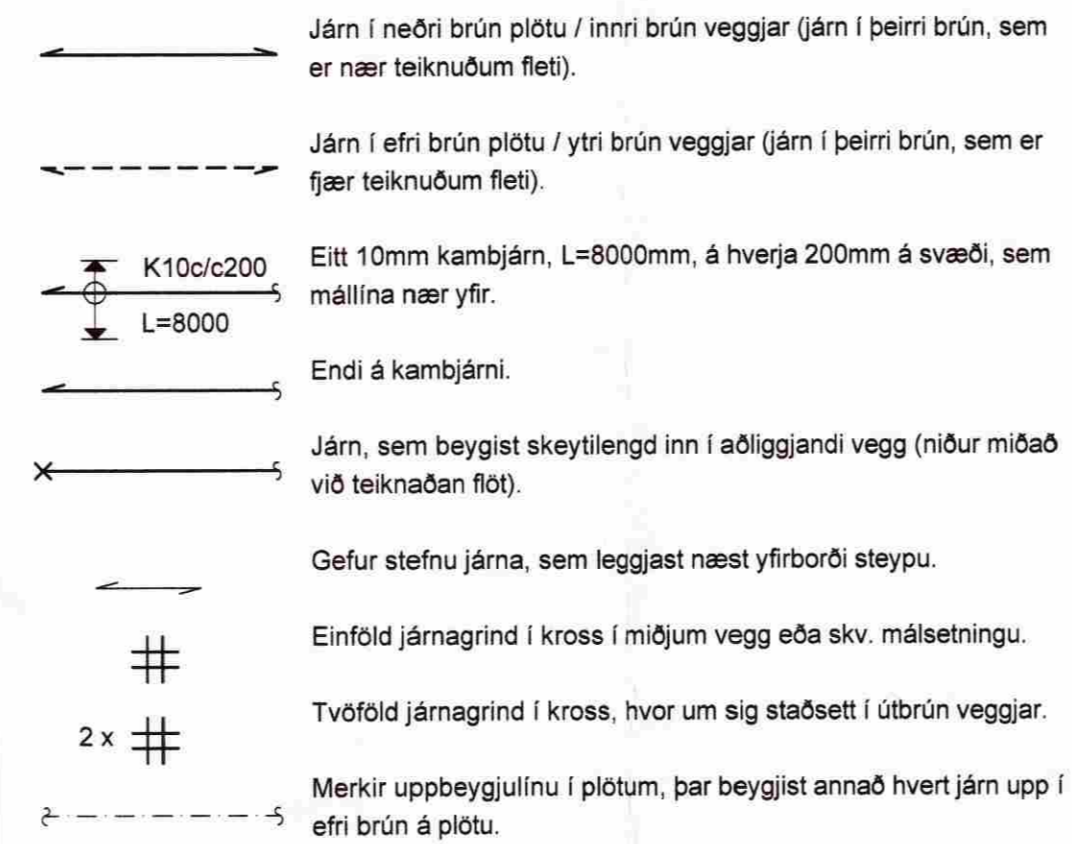 Járn í neðri brún plötu / innri brún veggjar (járn í þeirri brún, sem
er nær teiknuðum fleti).
Járn í efri brún plötu / ytri brún veggjar (járn í þeirri brún, sem er
fjær teiknuðum fleti).
K10c/c200
L=8000
Eitt 10mm kambjárn, L=8000mm, á hverja 200mm á svæði, sem
mállína nær yfir.
Endi á kambjárni.
Járn, sem beygist skeytilengd inn í aðliggjandi vegg (niður miðað
við teiknaðan flöt).
Gefur stefnu járna, sem leggjast næst yfirborði steypu.
Einföld járnagrind í kross í miðjum vegg eða skv. málsetningu.
2 x
Tvöföld járnagrind í kross, hvor um sig staðsett í útbrún veggjar.
Merkir uppbeygjulínu í plötum, þar beygjist annað hvert járn upp í
efri brún á plötu.